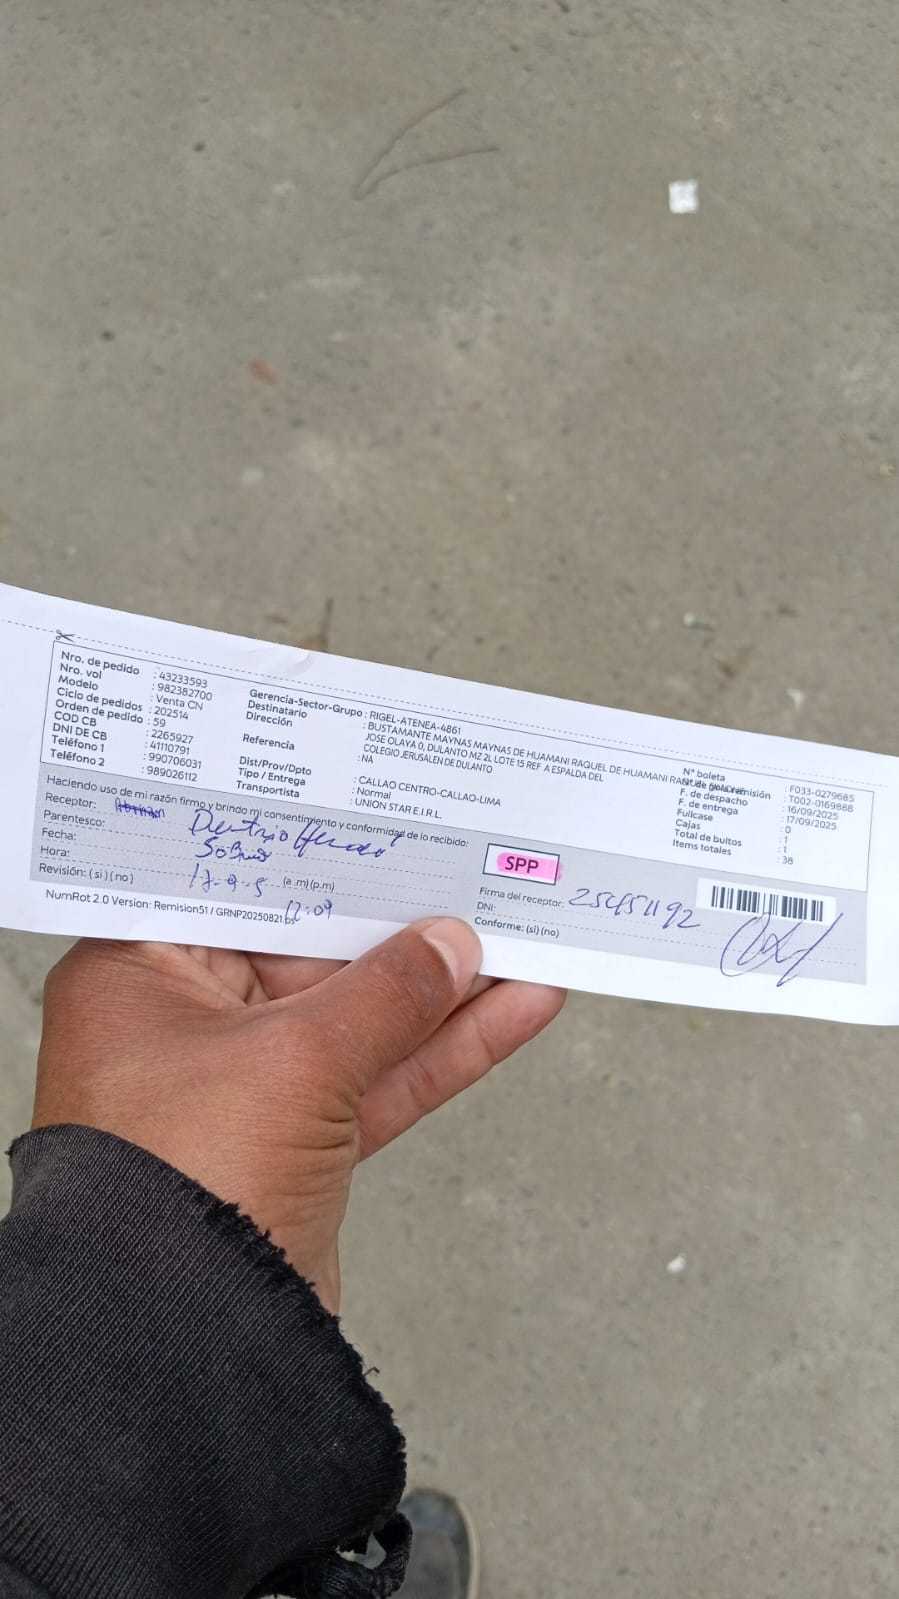 Nro. de pedido : 43233593
Nro. vol : 982382700
Modelo : Venta CN
Ciclo de pedidos : 202514
Orden de pedido : 59
COD CB : 2265927
DNI DE CB : 41110791
Teléfono 1 : 990706031
Teléfono 2 : 989026112
Gerencia-Sector-Grupo : RIGEL-ATENEA-4861
Destinatario : BUSTAMANTE MAYNAS MAYNAS DE HUAMANI RAQUEL DE HUAMANI
Dirección JOSE OLAYA 0, DULANTO MZ 2L LOTE 15 REF A ESPALDA DEL
COLEGIO JERUSALEN DE DULANTO
Referencia : NA
Dist/Prov/Dpto : CALLAO CENTRO-CALLAO-LIMA
Tipo / Entrega : Normal
Transportista : UNION STAR E.I.R.L.
N° boleta : F033-0279685
remisión : T002-0169888
F. de despacho : 16/09/2025
F. de entrega : 17/09/2025
Fullcase : 0
Cajas : 1
Total de bultos : 1
Items totales : 38
Haciendo uso de mi razón firmo y brindo mi consentimiento y conformidad de lo recibido:
Receptor:
Parentesco:
Fecha:
Hora: (a.m) (p.m)
12:09
Revisión: ( si ) ( no )
SPP
Firma del receptor:
DNI: 25451192
Conforme: (si) (no)
NumRot 2.0 Version: Remision51 / GRNP20250821.05